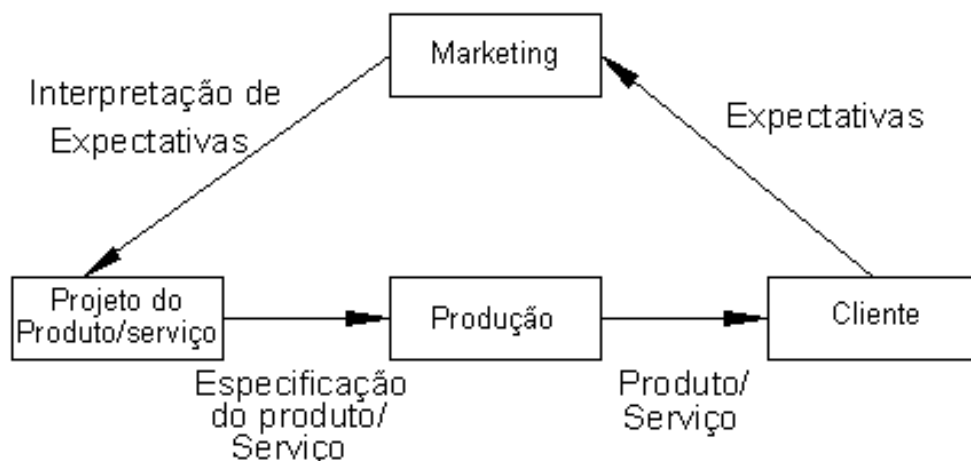 Marketing
Interpretação de
Expectativas
Expectativas
Projeto do
Produto/serviço
Produção
Cliente
Especificação
do produto/
Serviço
Produto/
Serviço